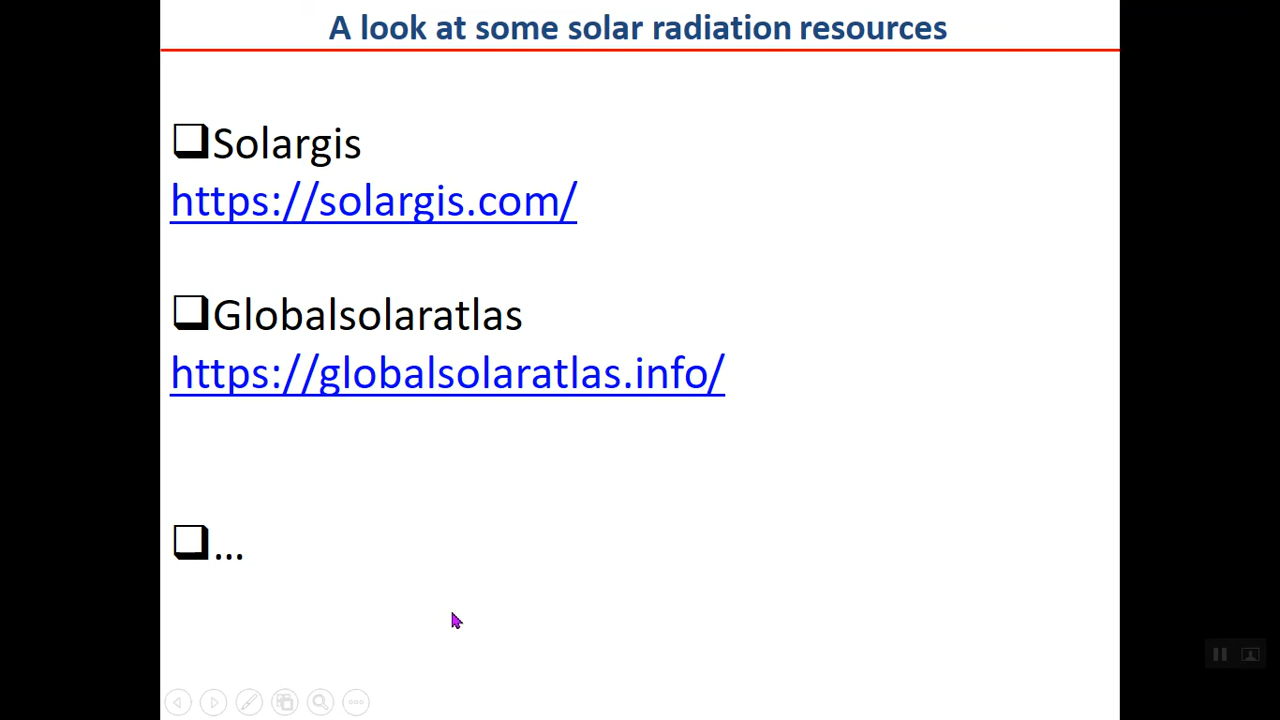 A look at some solar radiation resources
❑Solargis
https://solargis.com/
❑Globalsolaratlas
https://globalsolaratlas.info/
❑...